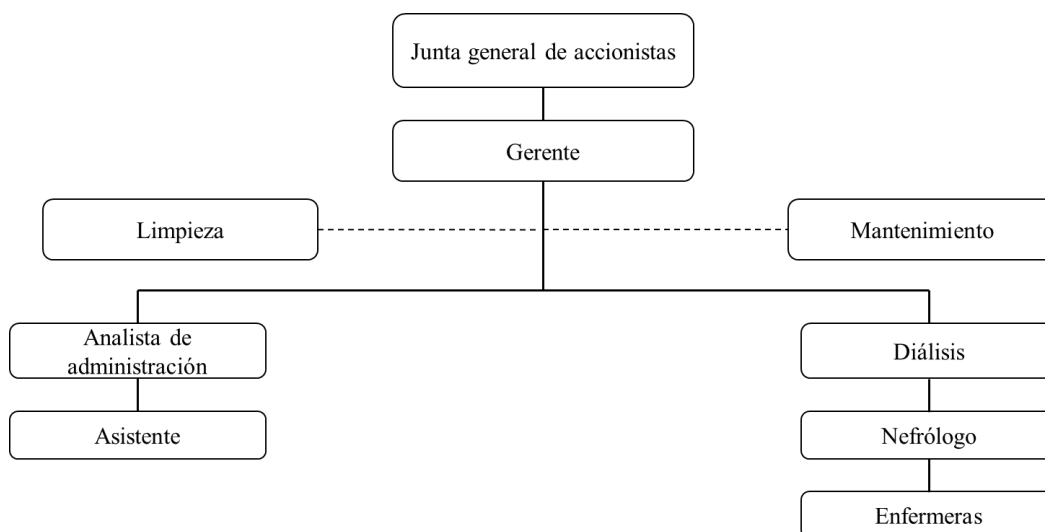 Junta general de accionistas
Gerente
Limpieza
Mantenimiento
Analista de
administración
Diálisis
Asistente
Nefrólogo
Enfermeras